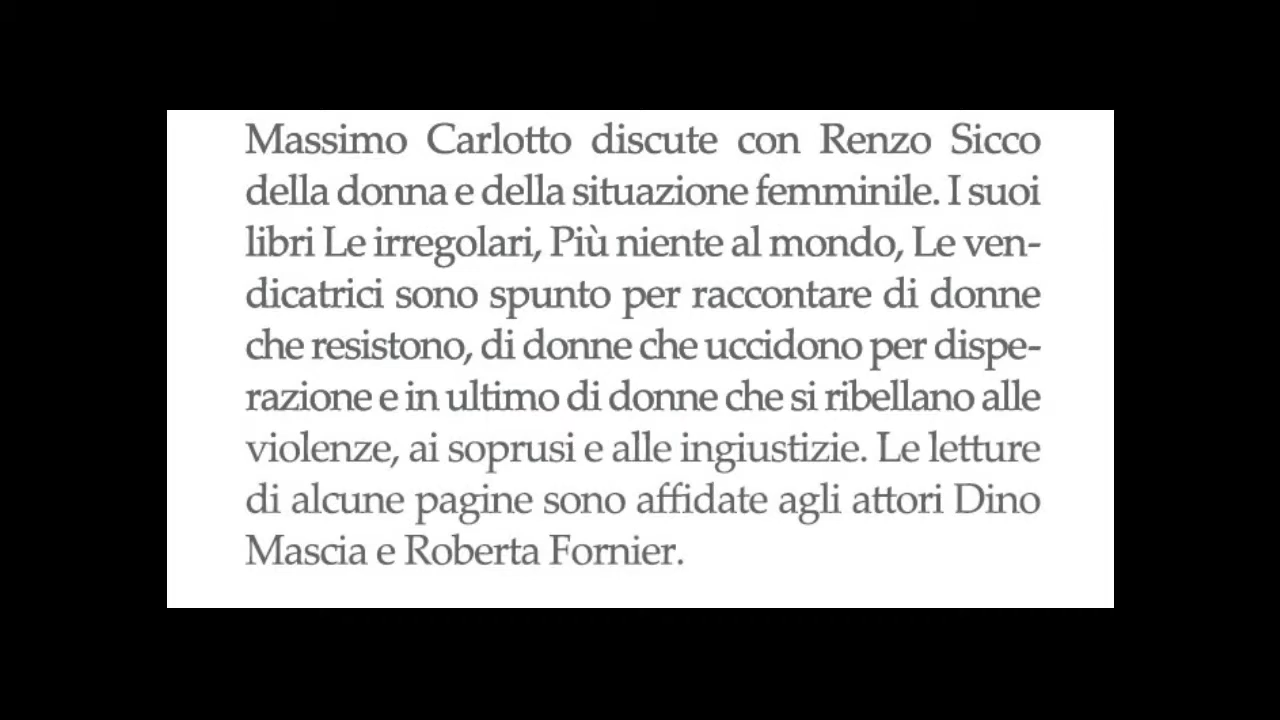 Massimo Carlotto discute con Renzo Sicco
della donna e della situazione femminile. I suoi
libri Le irregolari, Più niente al mondo, Le ven-
dicatrici sono spunto per raccontare di donne
che resistono, di donne che uccidono per dispe-
razione e in ultimo di donne che si ribellano alle
violenze, ai soprusi e alle ingiustizie. Le letture
di alcune pagine sono affidate agli attori Dino
Mascia e Roberta Fornier.